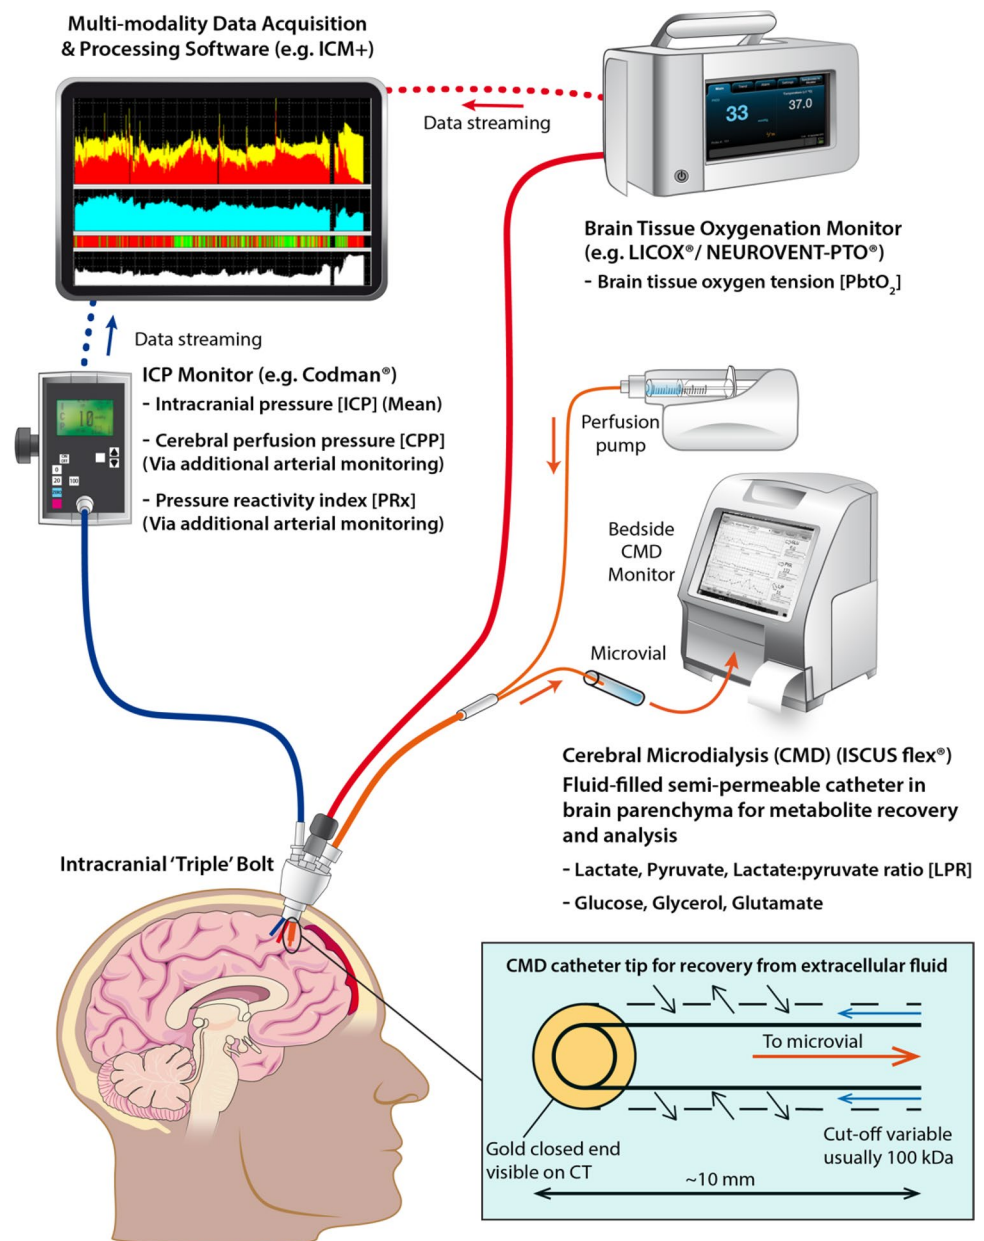 Multi-modality Data Acquisition
& Processing Software (e.g. ICM+)
Data streaming
33
37.0
Brain Tissue Oxygenation Monitor
(e.g. LICOX®/ NEUROVENT-PTO®)
- Brain tissue oxygen tension [PbtO₂]
Data streaming
ICP Monitor (e.g. Codman®)
- Intracranial pressure [ICP] (Mean)
- Cerebral perfusion pressure [CPP]
(Via additional arterial monitoring)
- Pressure reactivity index [PRx]
(Via additional arterial monitoring)
0
20
100
Perfusion
pump
Bedside
CMD
Monitor
Microvial
Cerebral Microdialysis (CMD) (ISCUS flex®)
Fluid-filled semi-permeable catheter in
brain parenchyma for metabolite recovery
and analysis
- Lactate, Pyruvate, Lactate:pyruvate ratio [LPR]
- Glucose, Glycerol, Glutamate
Intracranial ‘Triple’ Bolt
CMD catheter tip for recovery from extracellular fluid
To microvial
Gold closed end
visible on CT
Cut-off variable
usually 100 kDa
~10 mm